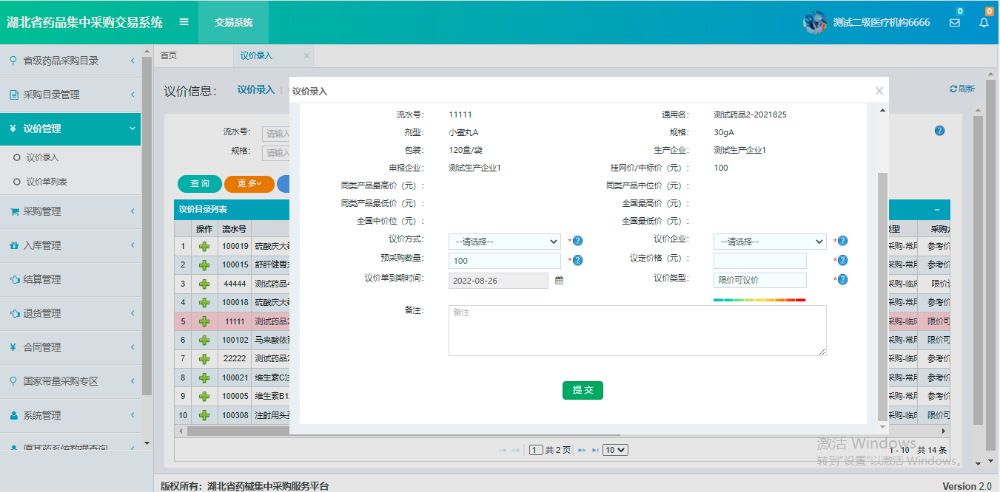 湖北省药品集中采购交易系统
交易系统
测试二级医疗机构6666
0
0
省级药品采购目录
采购目录管理
议价管理
议价录入
议价单列表
采购管理
入库管理
结算管理
退货管理
合同管理
国家带量采购专区
系统管理
原基药系统数据查询
首页
议价录入
议价信息：
议价录入
刷新
流水号:
请输入
规格:
请输入
查 询
更 多
议价目录列表
操作 流水号
1 100019 硫酸庆大
2 100015 舒肝健胃
3 44444 测试药品
4 100018 硫酸庆大
5 11111 测试药品
6 100102 马来酸依
7 22222 测试药品
8 100021 维生素C注
9 100005 维生素B1
10 100308 注射用头
议价录入
流水号: 11111 通用名: 测试药品2-2021825
剂型: 小蜜丸A 规格: 30gA
包装: 120盒/袋 生产企业: 测试生产企业1
申报企业: 测试生产企业1 挂网价/中标价（元）: 100
同类产品最高价（元）: 同类产品中位价（元）:
同类产品最低价（元）: 全国最高价（元）:
全国中价位（元）: 全国最低价（元）:
议价方式: --请选择-- * 议价企业: --请选择-- *
预采购数量: 100 * 议定价格（元）: *
议价单到期时间: 2022-08-26 议价类型: 限价可议价 *
备注: 备注
提 交
类型 采购
采购-常用 参考价
采购-常用 参考价
采购-临床 限价
采购-常用 参考价
采购-临床 限价可
采购-常用 限价可
采购-临床 参考价
采购-常用 参考价
采购-常用 参考价
采购-常用 限价可
1 共 2 页 10
1 - 10 共 14 条
激活 Windows
转到"设置"以激活 Windows。
版权所有：湖北省药械集中采购服务平台
Version 2.0